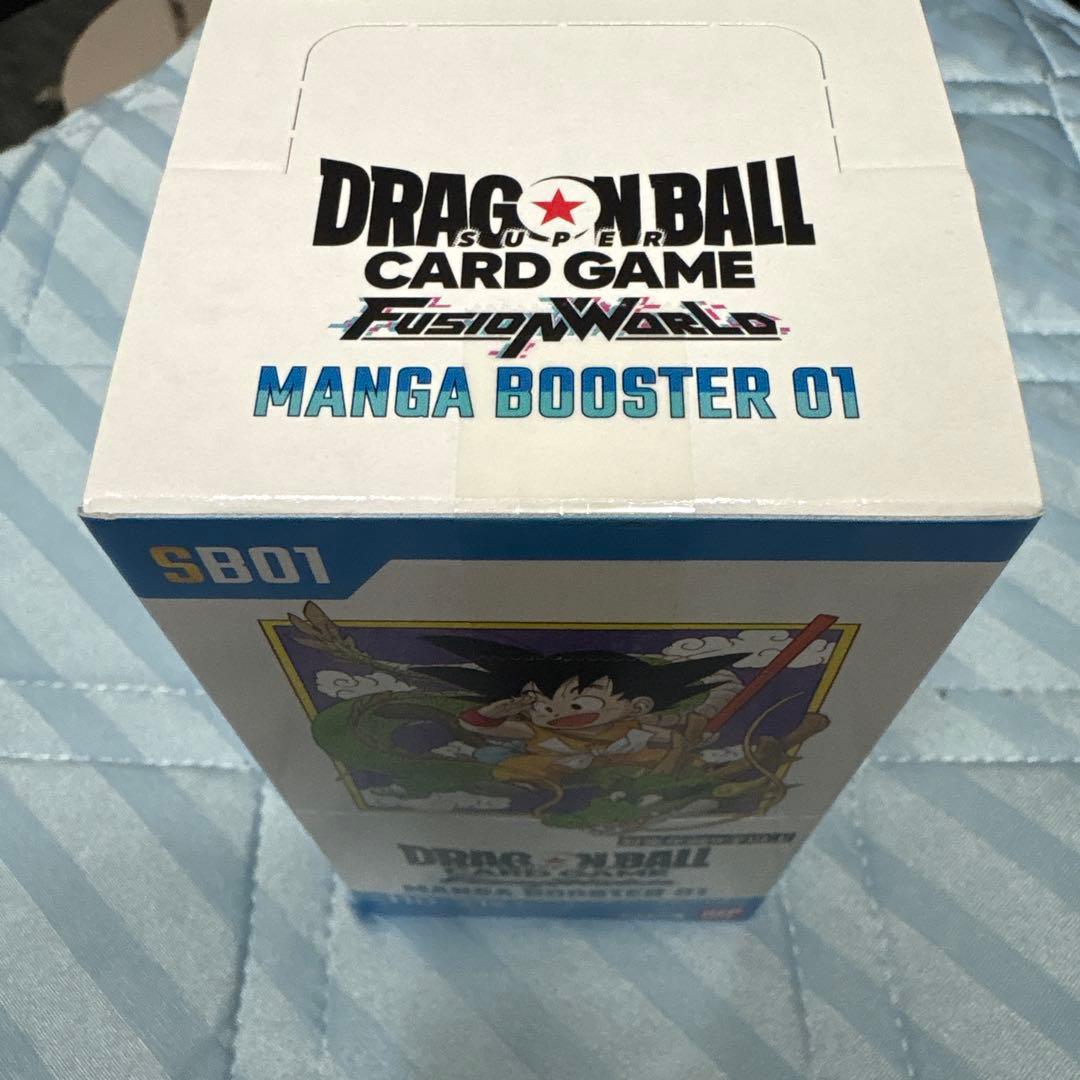 DRAGON BALL
SUPER
CARD GAME
FUSION WORLD
MANGA BOOSTER 01
SB01
DRAGON BALL
CARD GAME
MANGA BOOSTER 01